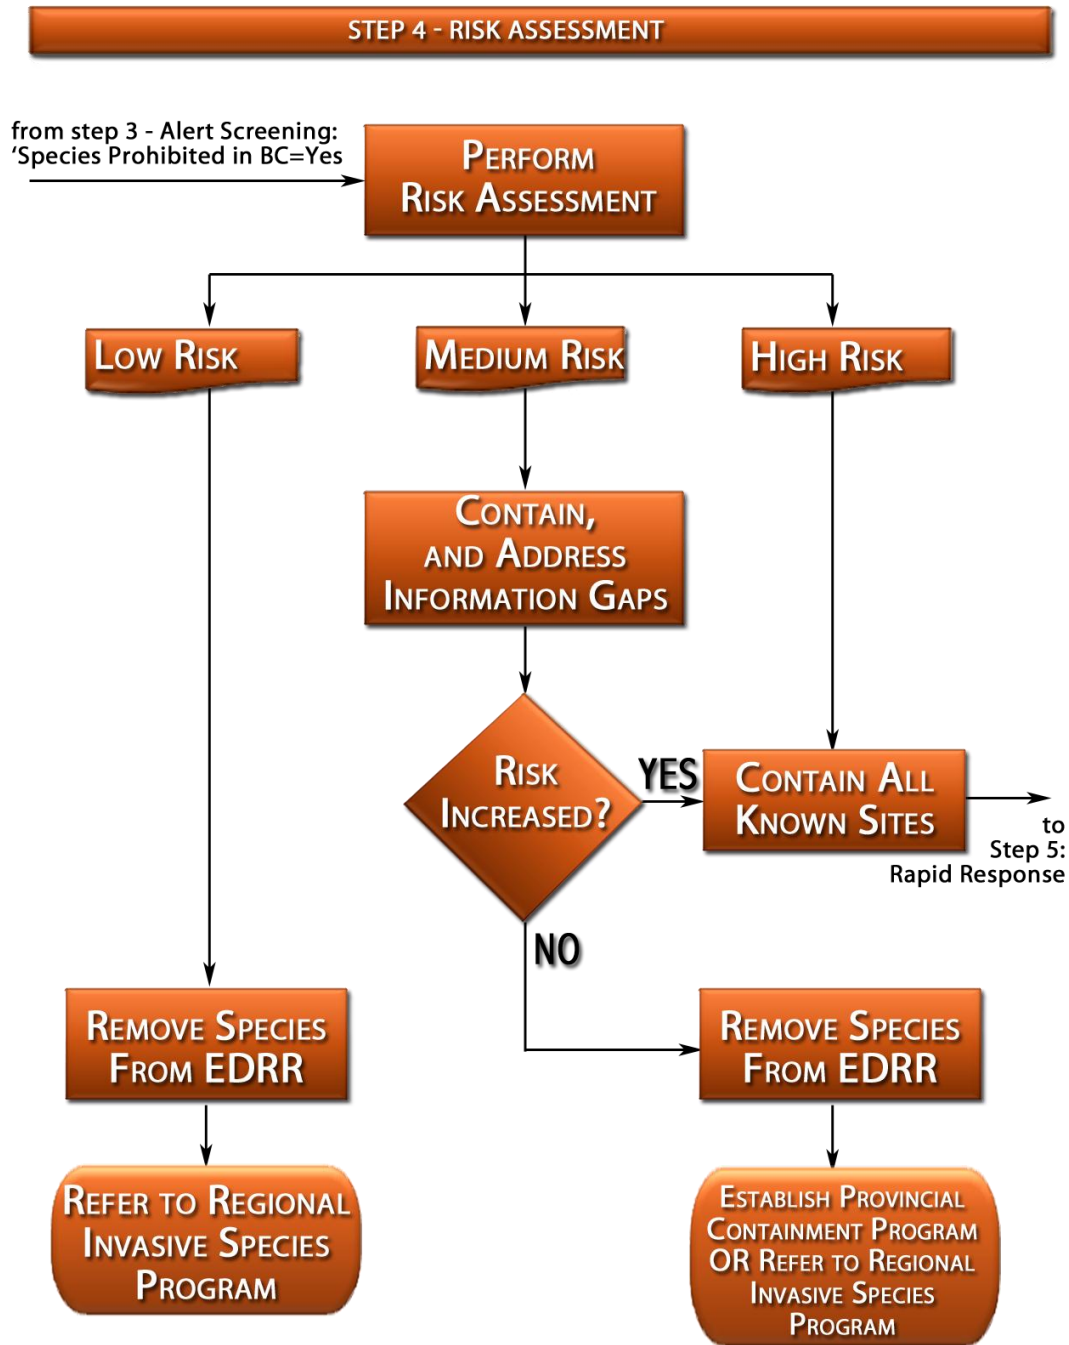 STEP 4 - RISK ASSESSMENT
from step 3 - Alert Screening:
‘Species Prohibited in BC=Yes
PERFORM
RISK ASSESSMENT
LOW RISK
MEDIUM RISK
HIGH RISK
CONTAIN,
AND ADDRESS
INFORMATION GAPS
RISK
INCREASED?
YES
CONTAIN ALL
KNOWN SITES
to
Step 5:
Rapid Response
NO
REMOVE SPECIES
FROM EDRR
REMOVE SPECIES
FROM EDRR
REFER TO REGIONAL
INVASIVE SPECIES
PROGRAM
ESTABLISH PROVINCIAL
CONTAINMENT PROGRAM
OR REFER TO REGIONAL
INVASIVE SPECIES
PROGRAM